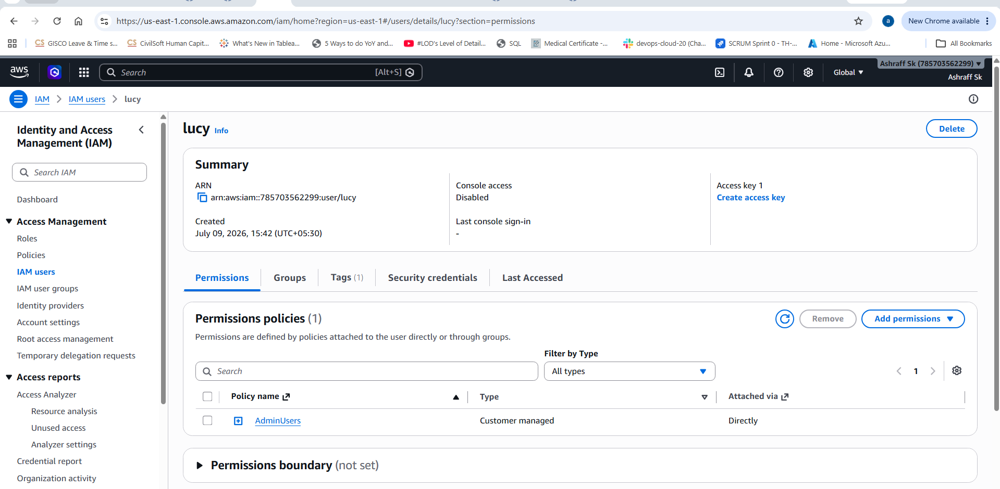 https://us-east-1.console.aws.amazon.com/iam/home?region=us-east-1#/users/details/lucy?section=permissions
a
New Chrome available
GISCO Leave & Time s...
CivilSoft Human Capit...
What's New in Tablea...
5 Ways to do YoY and...
#LOD's Level of Detail...
SQL
Medical Certificate -...
devops-cloud-20 (Cha...
SCRUM Sprint 0 - TH-...
Home - Microsoft Azu...
All Bookmarks
aws
Search
[Alt+S]
Global
Ashraff Sk (785703562299)
Ashraff Sk
IAM
IAM users
lucy
Identity and Access
Management (IAM)
Search IAM
Dashboard
Access Management
Roles
Policies
IAM users
IAM user groups
Identity providers
Account settings
Root access management
Temporary delegation requests
Access reports
Access Analyzer
Resource analysis
Unused access
Analyzer settings
Credential report
Organization activity
lucy Info
Delete
Summary
ARN
arn:aws:iam::785703562299:user/lucy
Created
July 09, 2026, 15:42 (UTC+05:30)
Console access
Disabled
Last console sign-in
-
Access key 1
Create access key
Permissions
Groups
Tags (1)
Security credentials
Last Accessed
Permissions policies (1)
Remove
Add permissions
Permissions are defined by policies attached to the user directly or through groups.
Filter by Type
Search
All types
1
Policy name
Type
Attached via
AdminUsers
Customer managed
Directly
Permissions boundary (not set)